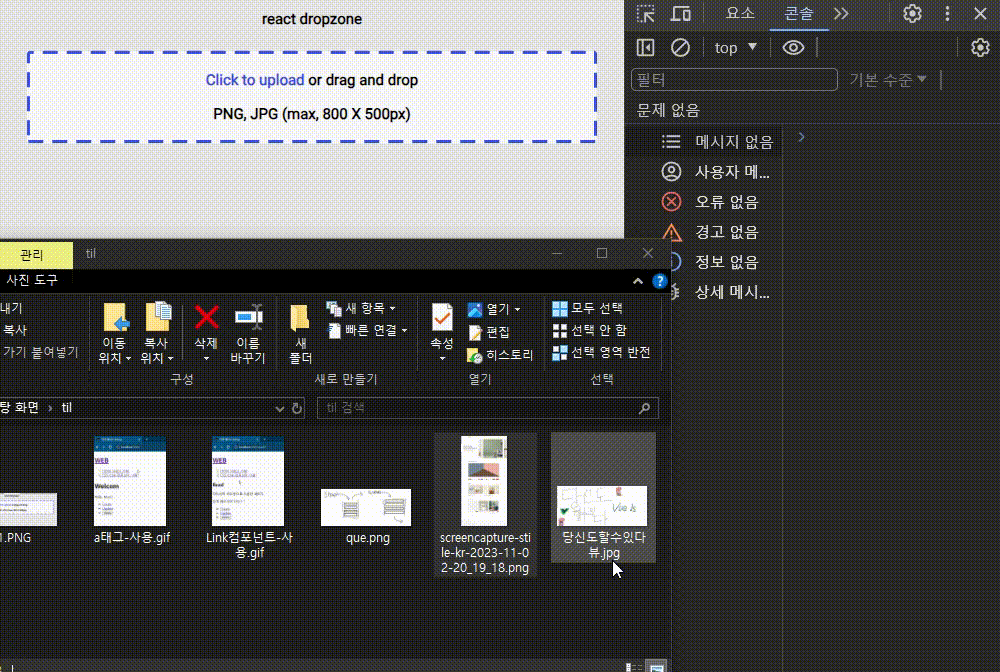 react dropzone
Click to upload or drag and drop
PNG, JPG (max, 800 X 500px)
요소
콘솔
top
필터
기본 수준
문제 없음
메시지 없음
사용자 메...
오류 없음
경고 없음
정보 없음
상세 메시...
관리
til
사진 도구
내기
복사
가기 붙여넣기
이동
위치
복사
위치
삭제
이름
바꾸기
구성
새
폴더
새 항목
빠른 연결
새로 만들기
속성
열기
편집
히스토리
열기
모두 선택
선택 안 함
선택 영역 반전
선택
탕 화면 › til
til 검색
1.PNG
a태그-사용.gif
Link컴포넌트-사
용.gif
que.png
screencapture-sti
le-kr-2023-11-0
2-20_19_18.png
당신도할수있다
뷰.jpg